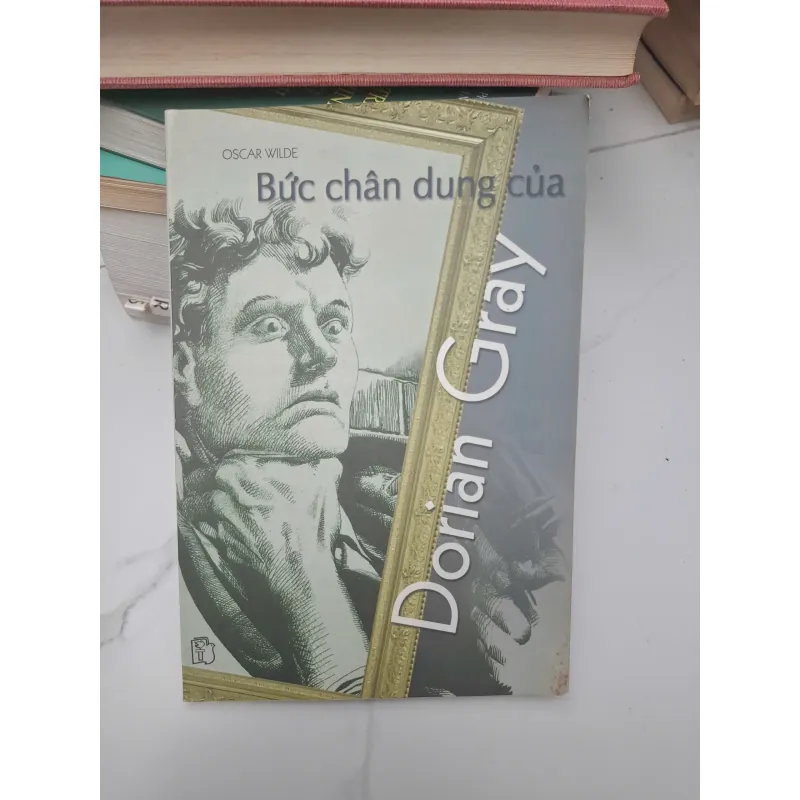 OSCAR WILDE
Bức chân dung của
Dorian Gray